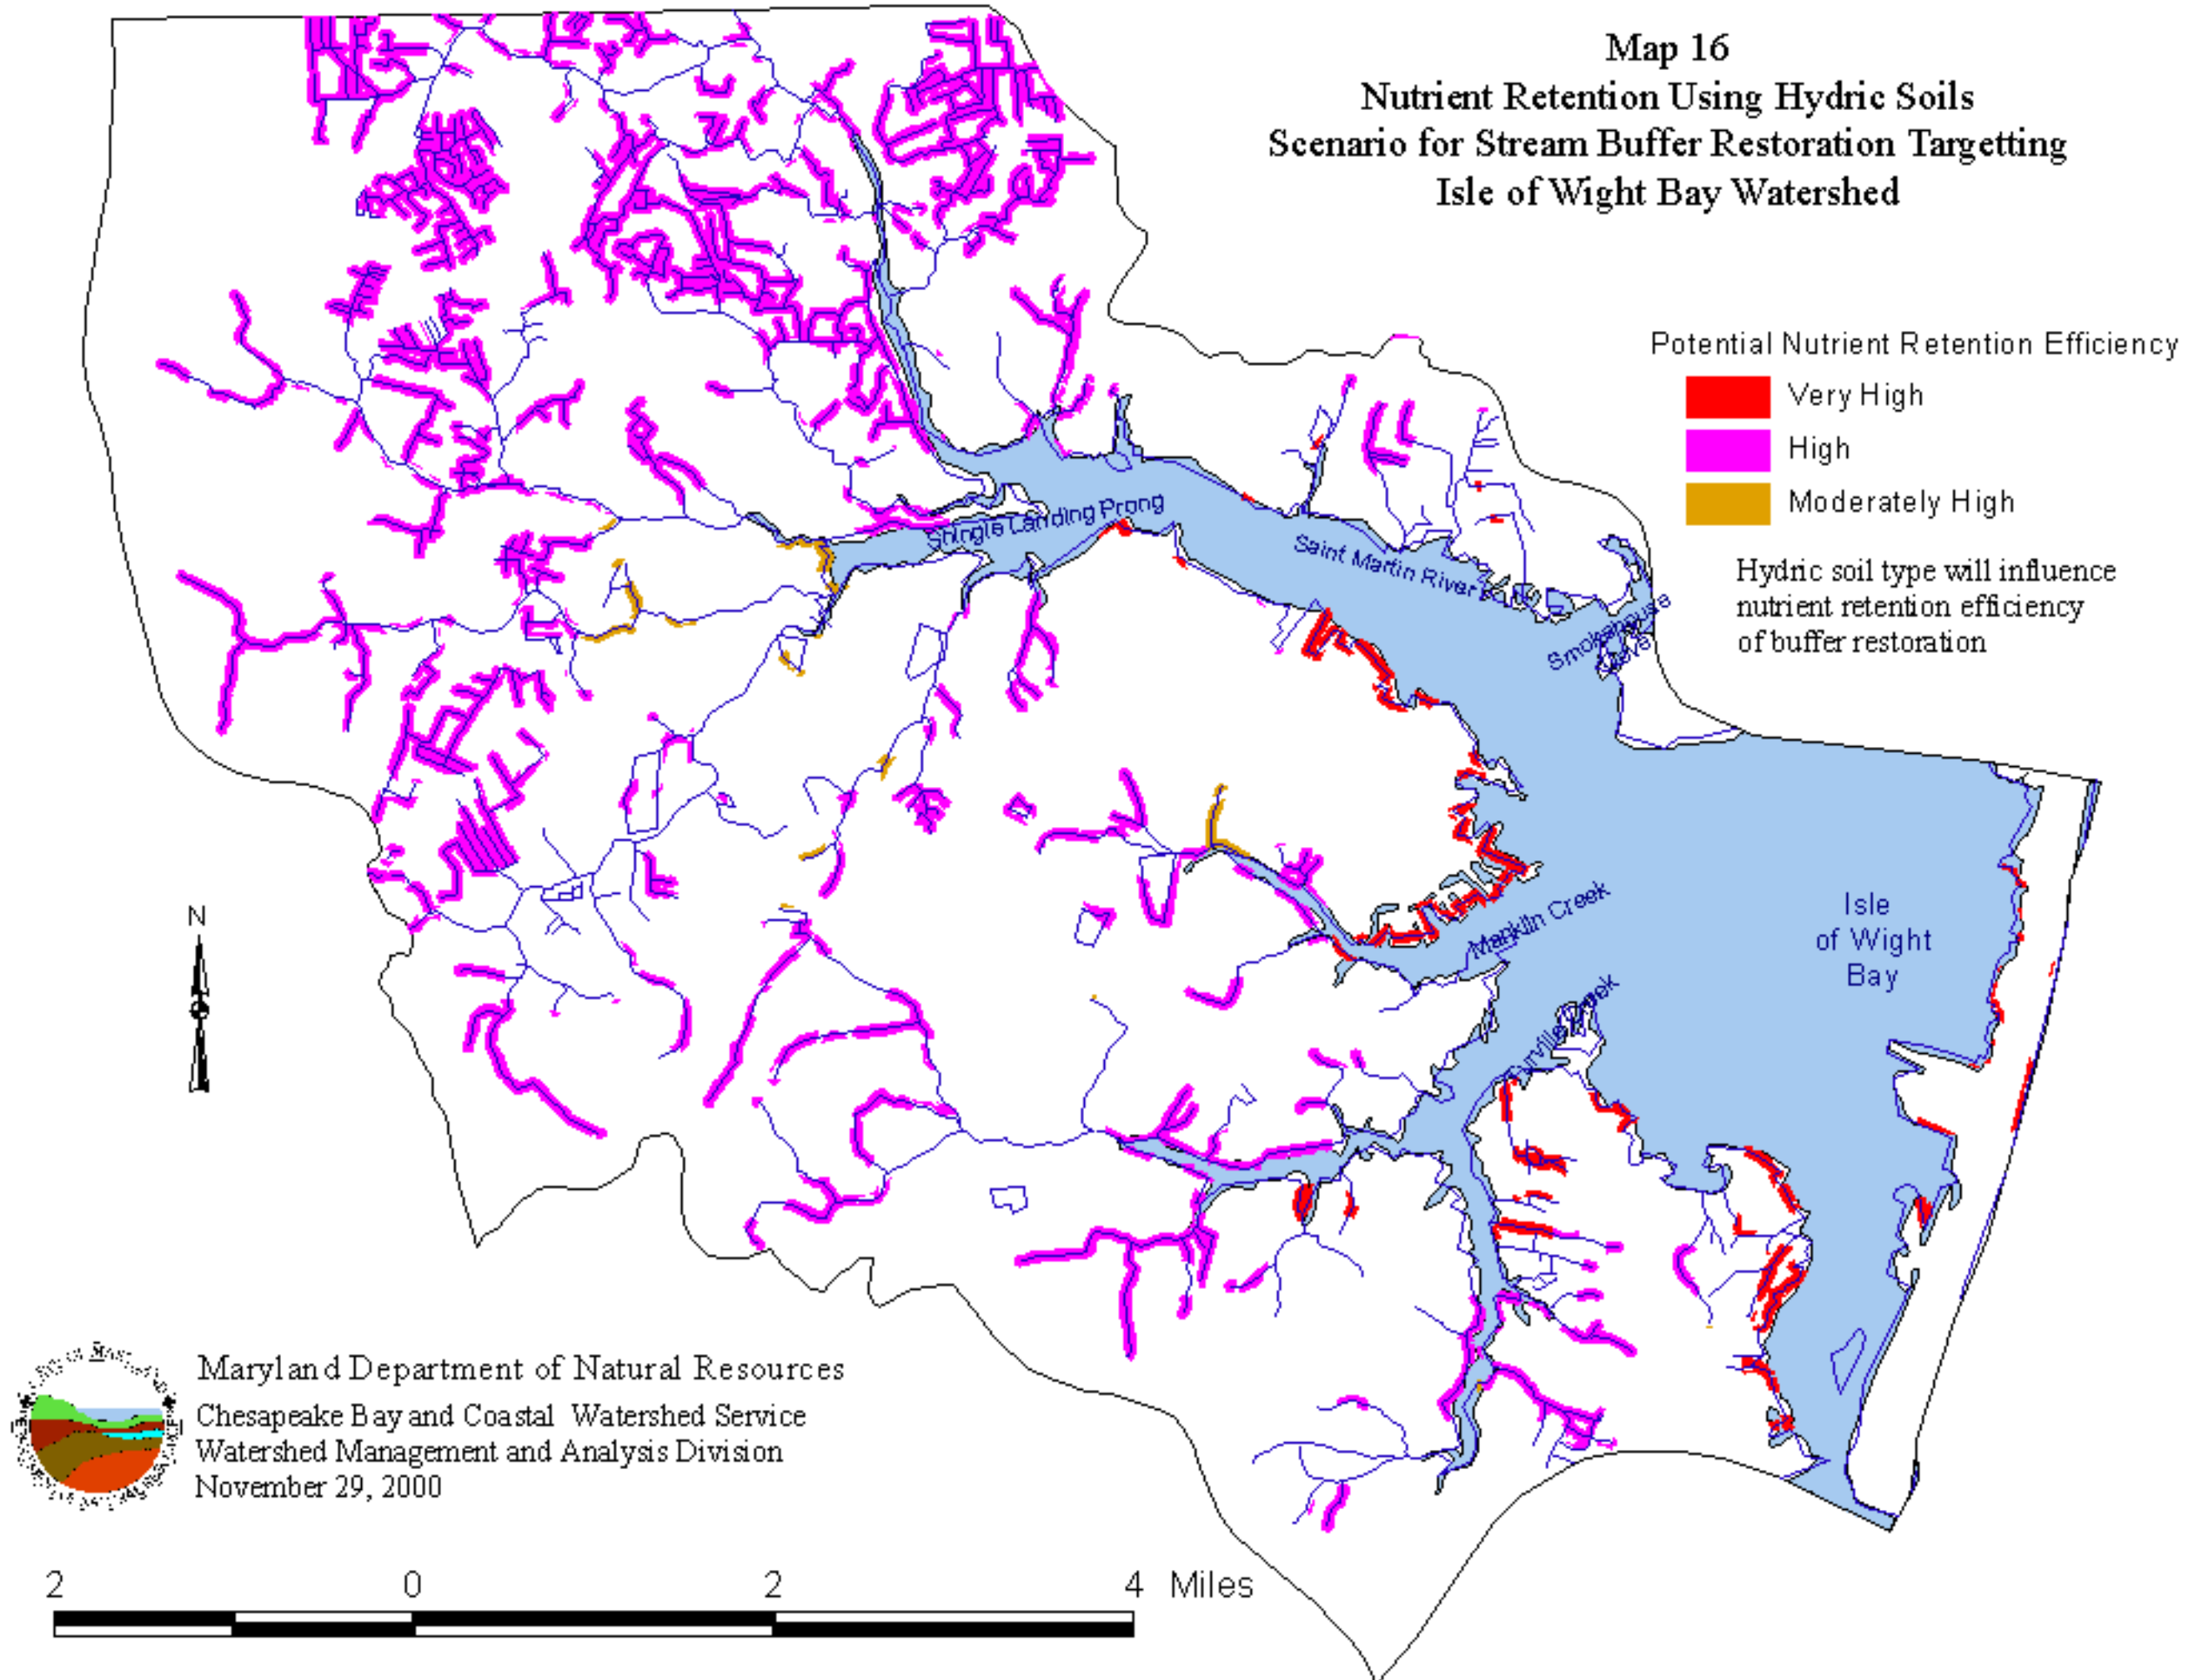 Map 16
Nutrient Retention Using Hydric Soils
Scenario for Stream Buffer Restoration Targetting
Isle of Wight Bay Watershed
Potential Nutrient Retention Efficiency
Very High
High
Moderately High
Hydric soil type will influence
nutrient retention efficiency
of buffer restoration
Shingle Landing Prong
Saint Martin River
Smokehouse
Cove
Manklin Creek
Isle
of Wight
Bay
Creek
N
Maryland Department of Natural Resources
Chesapeake Bay and Coastal Watershed Service
Watershed Management and Analysis Division
November 29, 2000
2 0 2 4 Miles